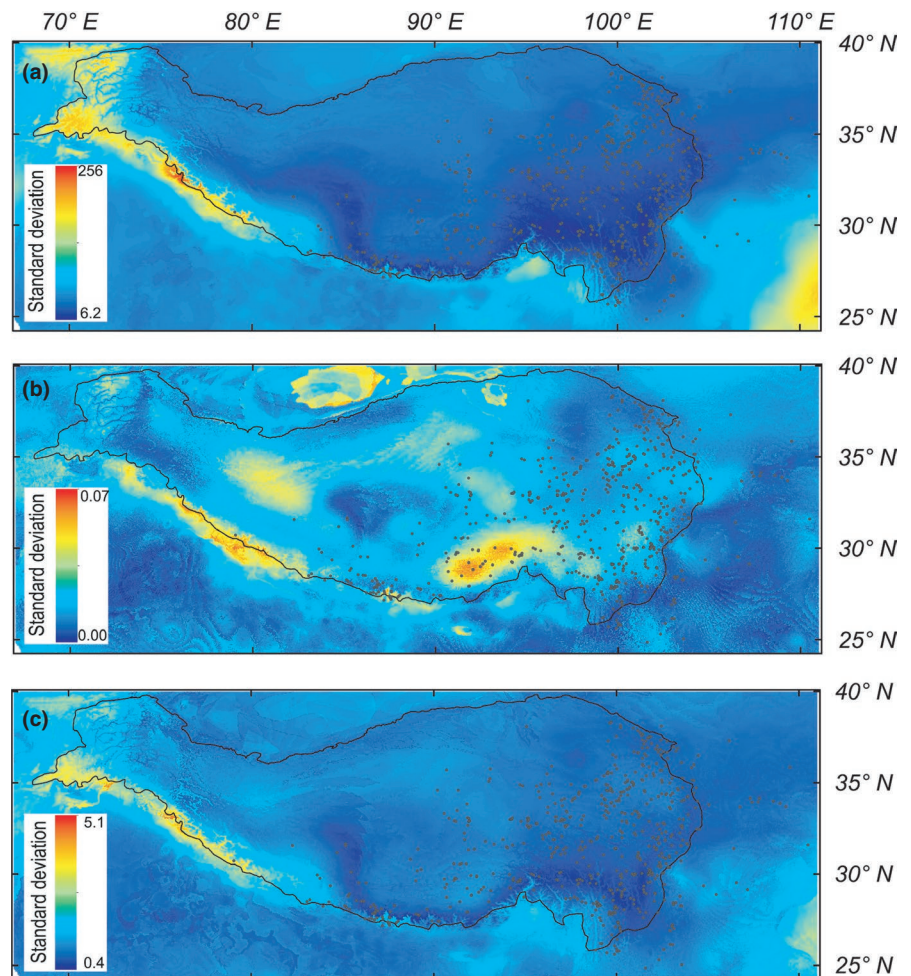 70° E 80° E 90° E 100° E 110° E
40° N
(a)
35° N
256
Standard deviation
30° N
6.2
25° N
40° N
(b)
35° N
0.07
Standard deviation
30° N
0.00
25° N
40° N
(c)
35° N
5.1
Standard deviation
30° N
0.4
25° N